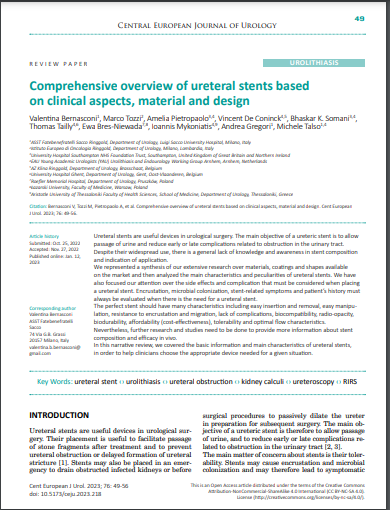 49
CENTRAL EUROPEAN JOURNAL OF UROLOGY
REVIEW PAPER
UROLITHIASIS
Comprehensive overview of ureteral stents based
on clinical aspects, material and design
Valentina Bernasconi¹, Marco Tozzi², Amelia Pietropaolo³,⁴, Vincent De Coninck⁴,⁵, Bhaskar K. Somani³,⁴,
Thomas Tailly⁴,⁶, Ewa Bres-Niewada⁷,⁸, Ioannis Mykoniatis⁴,⁹, Andrea Gregori¹, Michele Talso¹,⁴
¹ASST Fatebenefratelli Sacco Ringgold, Department of Urology, Luigi Sacco University Hospital, Milano, Italy
²Istituto Europeo di Oncologia Ringgold, Department of Urology, Milano, Lombardia, Italy
³University Hospital Southampton NHS Foundation Trust, Southampton, United Kingdom of Great Britain and Northern Ireland
⁴EAU Young Academic Urologists (YAU) Urolithiasis and Endourology Working Group Arnhem, Arnhem, Netherlands
⁵AZ Klina Ringgold, Department of Urology, Brasschaat, Belgium
⁶University Hospital Ghent, Department of Urology, Gent, Oost-Vlaanderen, Belgium
⁷Roefler Memorial Hospital, Department of Urology, Pruszków, Poland
⁸Lazarski University, Faculty of Medicine, Warsaw, Poland
⁹Aristotle University of Thessaloniki Faculty of Health Sciences, School of Medicine, Department of Urology, Thessaloniki, Greece
Citation: Bernasconi V, Tozzi M, Pietropaolo A, et al. Comprehensive overview of ureteral stents based on clinical aspects, material and design. Cent European
J Urol. 2023; 76: 49-56.
Article history
Submitted: Oct. 25, 2022
Accepted: Nov. 27, 2022
Published online: Jan. 12,
2023
Corresponding author
Valentina Bernasconi
ASST Fatebenefratelli
Sacco
74 Via G.B. Grassi
20157 Milano, Italy
valentina.b.bernasconi@
gmail.com
Ureteral stents are useful devices in urological surgery. The main objective of a ureteric stent is to allow
passage of urine and reduce early or late complications related to obstruction in the urinary tract.
Despite their widespread use, there is a general lack of knowledge and awareness in stent composition
and indication of application.
We represented a synthesis of our extensive research over materials, coatings and shapes available
on the market and then analyzed the main characteristics and peculiarities of ureteral stents. We have
also focused our attention over the side effects and complication that must be considered when placing
a ureteral stent. Encrustation, microbial colonization, stent-related symptoms and patient's history must
always be evaluated when there is the need for a ureteral stent.
The perfect stent should have many characteristics including easy insertion and removal, easy manipu-
lation, resistance to encrustation and migration, lack of complications, biocompatibility, radio-opacity,
biodurability, affordability (cost-effectiveness), tolerability and optimal flow characteristics.
Nevertheless, further research and studies need to be done to provide more information about stent
composition and efficacy in vivo.
In this narrative review, we covered the basic information and main characteristics of ureteral stents,
in order to help clinicians choose the appropriate device needed for a given situation.
Key Words: ureteral stent ‹› urolithiasis ‹› ureteral obstruction ‹› kidney calculi ‹› ureteroscopy ‹› RIRS
INTRODUCTION
Ureteral stents are useful devices in urological sur-
gery. Their placement is useful to facilitate passage
of stone fragments after treatment and to prevent
ureteral obstruction or delayed formation of ureteral
stricture [1]. Stents may also be placed in an emer-
gency to drain obstructed infected kidneys or before
surgical procedures to passively dilate the ureter
in preparation for subsequent surgery. The main ob-
jective of a ureteric stent is therefore to allow passage
of urine, and to reduce early or late complications re-
lated to obstruction in the urinary tract [2, 3].
The main matter of concern about stents is their toler-
ability. Stents may cause encrustation and microbial
colonization and may therefore lead to symptomatic
Cent European J Urol. 2023; 76: 49-56
doi: 10.5173/ceju.2023.218
This is an Open Access article distributed under the terms of the Creative Commons
Attribution-NonCommercial-ShareAlike 4.0 International (CC BY-NC-SA 4.0).
License (http://creativecommons.org/licenses/by-nc-sa/4.0/)